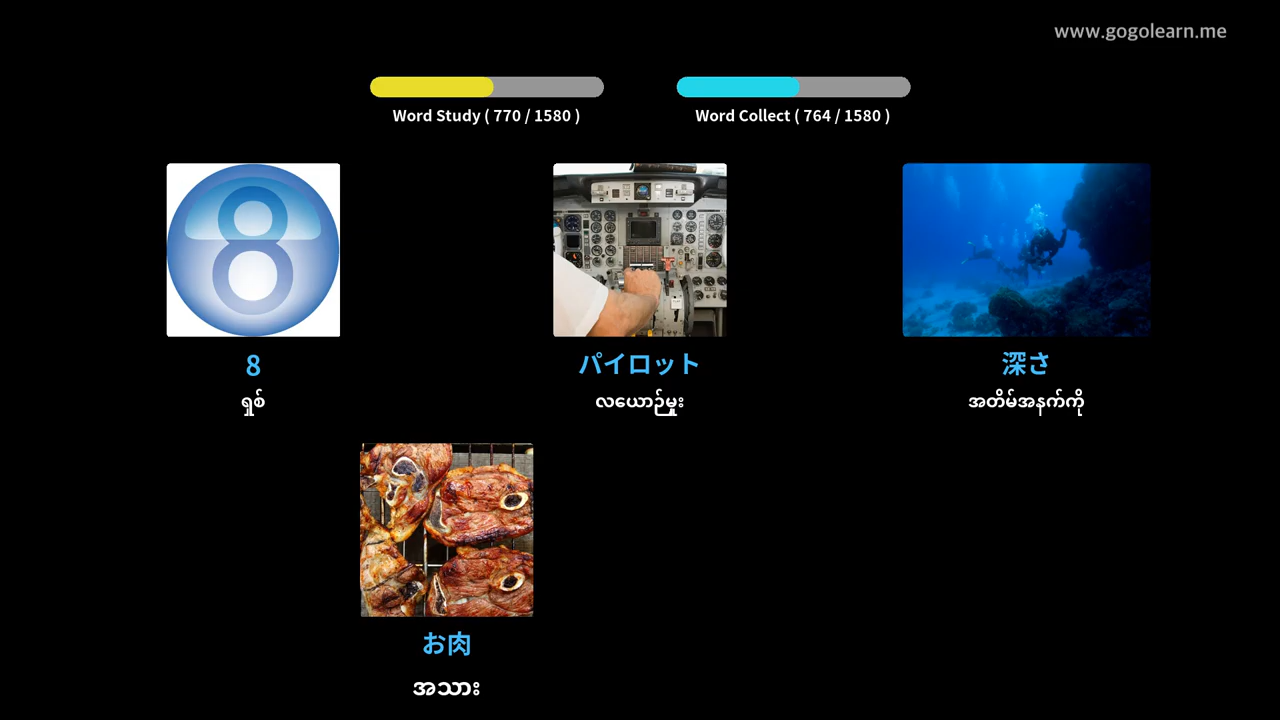 www.gogolearn.me
Word Study ( 770 / 1580 )
Word Collect ( 764 / 1580 )
8
8
ရှစ်
パイロット
လယောဉ်မှူး
深さ
အတိမ်အနက်ကို
お肉
အသား